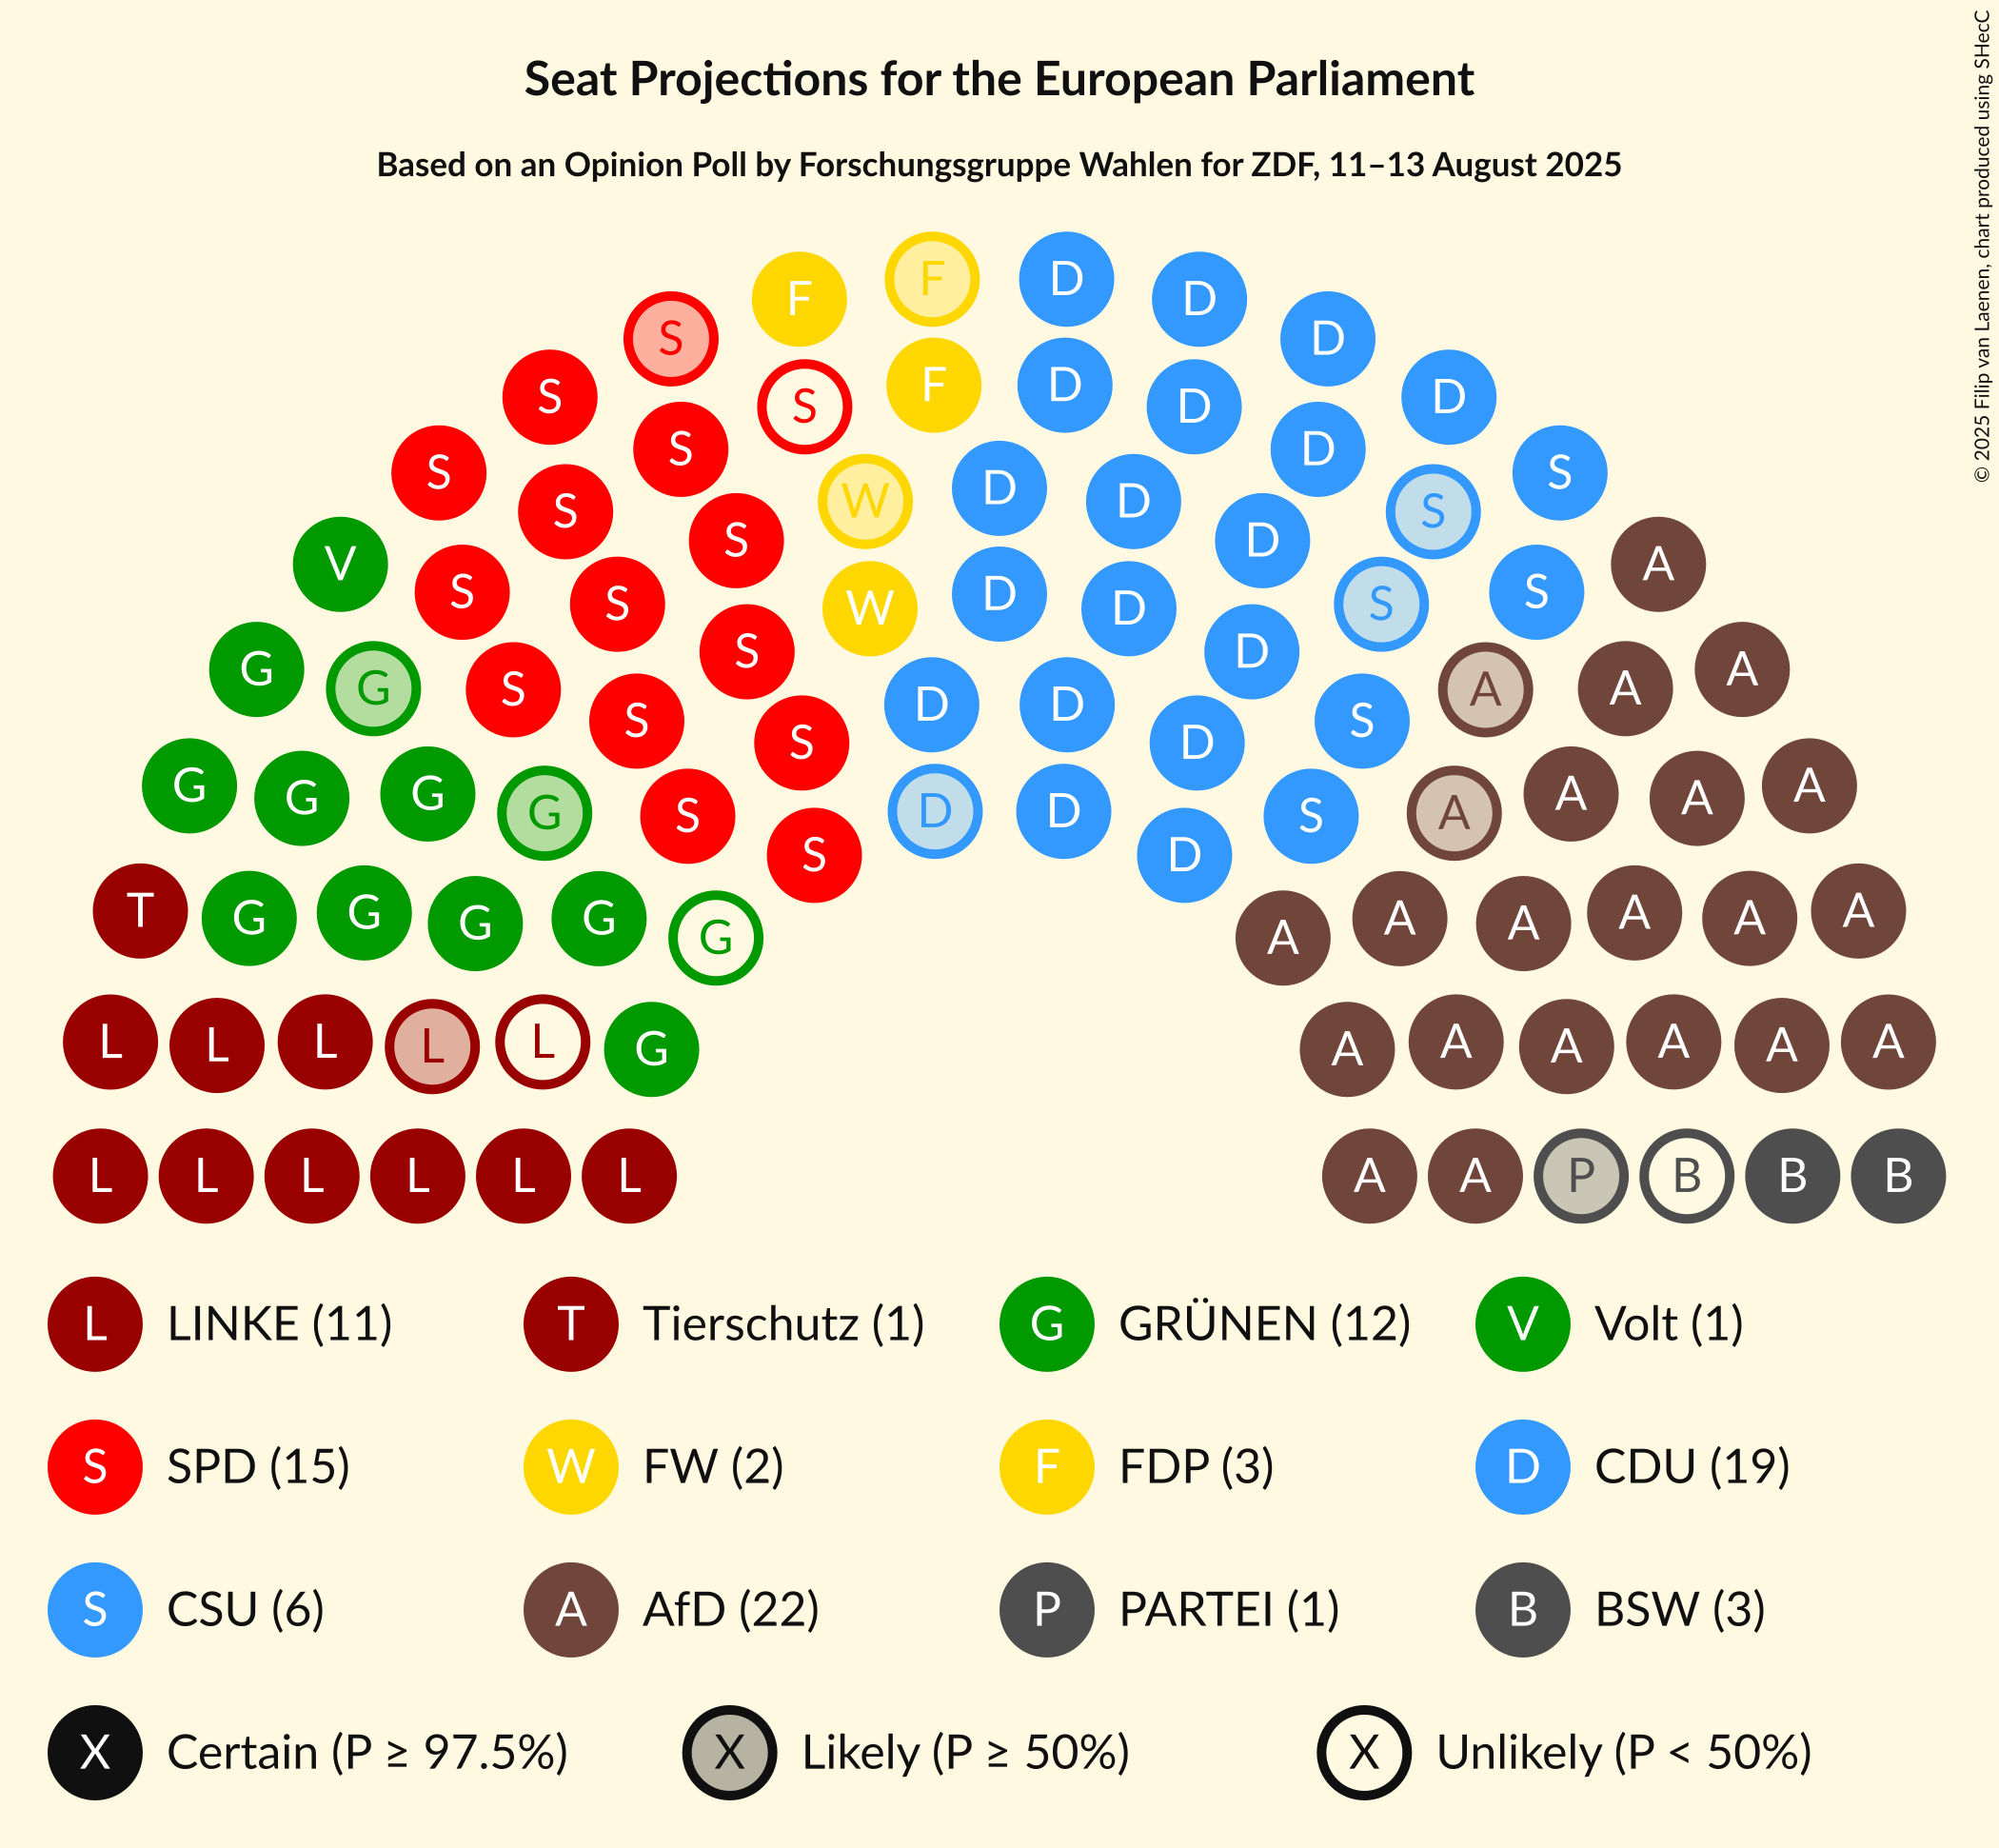 Seat Projections for the European Parliament
Based on an Opinion Poll by Forschungsgruppe Wahlen for ZDF, 11–13 August 2025
© 2025 Filip van Laenen, chart produced using SHecC
F D
F D D
S D
S F D D S D
S S D
S W D D S
S S D S
V S W D D S A
S S D
G G S S D D S A A A
S D D
G G G G S S D D S A A A A
S D
T G G G G G A A A A A A
L L L L L G A A A A A A
L L L L L L A A P B B B
L LINKE (11) T Tierschutz (1) G GRÜNEN (12) V Volt (1)
S SPD (15) W FW (2) F FDP (3) D CDU (19)
S CSU (6) A AfD (22) P PARTEI (1) B BSW (3)
X Certain (P ≥ 97.5%) X Likely (P ≥ 50%) X Unlikely (P < 50%)